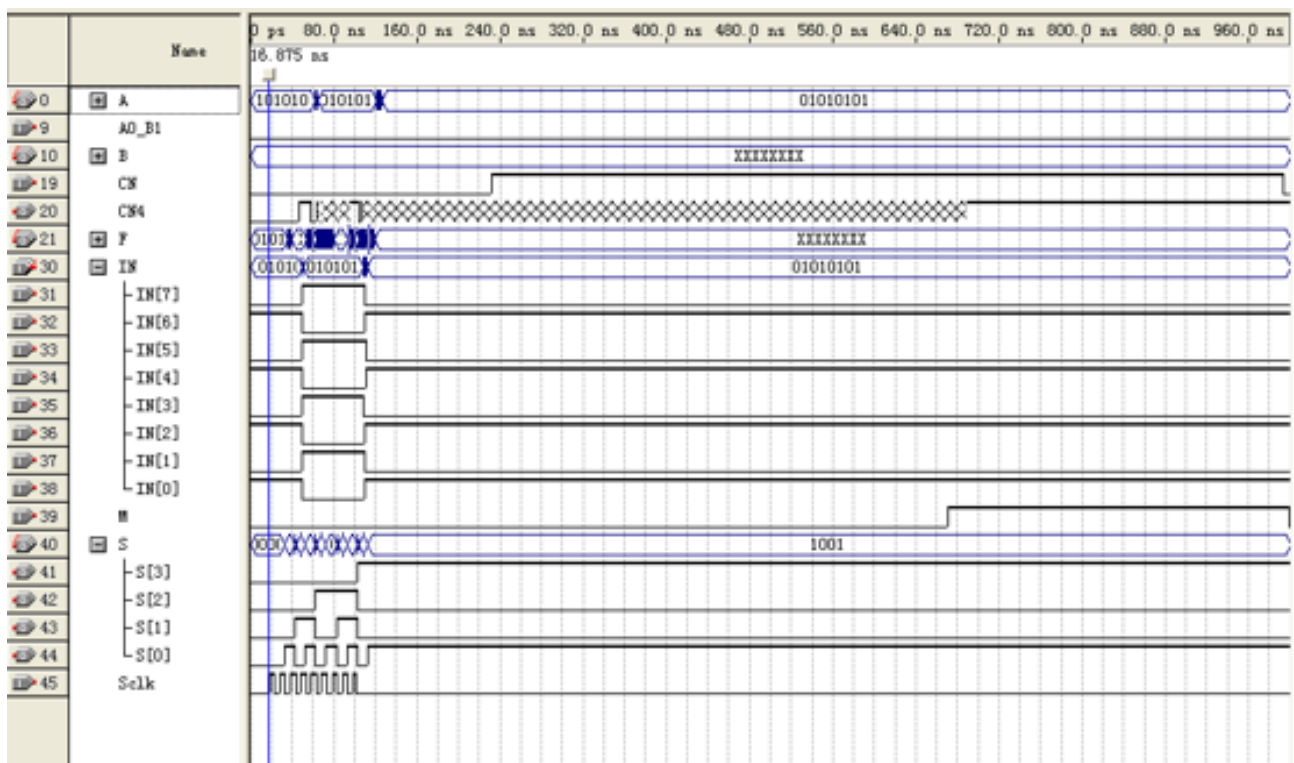 Name
0 ps 80.0 ns 160.0 ns 240.0 ns 320.0 ns 400.0 ns 480.0 ns 560.0 ns 640.0 ns 720.0 ns 800.0 ns 880.0 ns 960.0 ns
16.875 ns
0 A 01010101
9 A0_B1
10 B XXXXXXXX
19 CN
20 CN4
21 F XXXXXXXX
30 IN 01010101
31 IN[7]
32 IN[6]
33 IN[5]
34 IN[4]
35 IN[3]
36 IN[2]
37 IN[1]
38 IN[0]
39 M
40 S 1001
41 S[3]
42 S[2]
43 S[1]
44 S[0]
45 Sclk